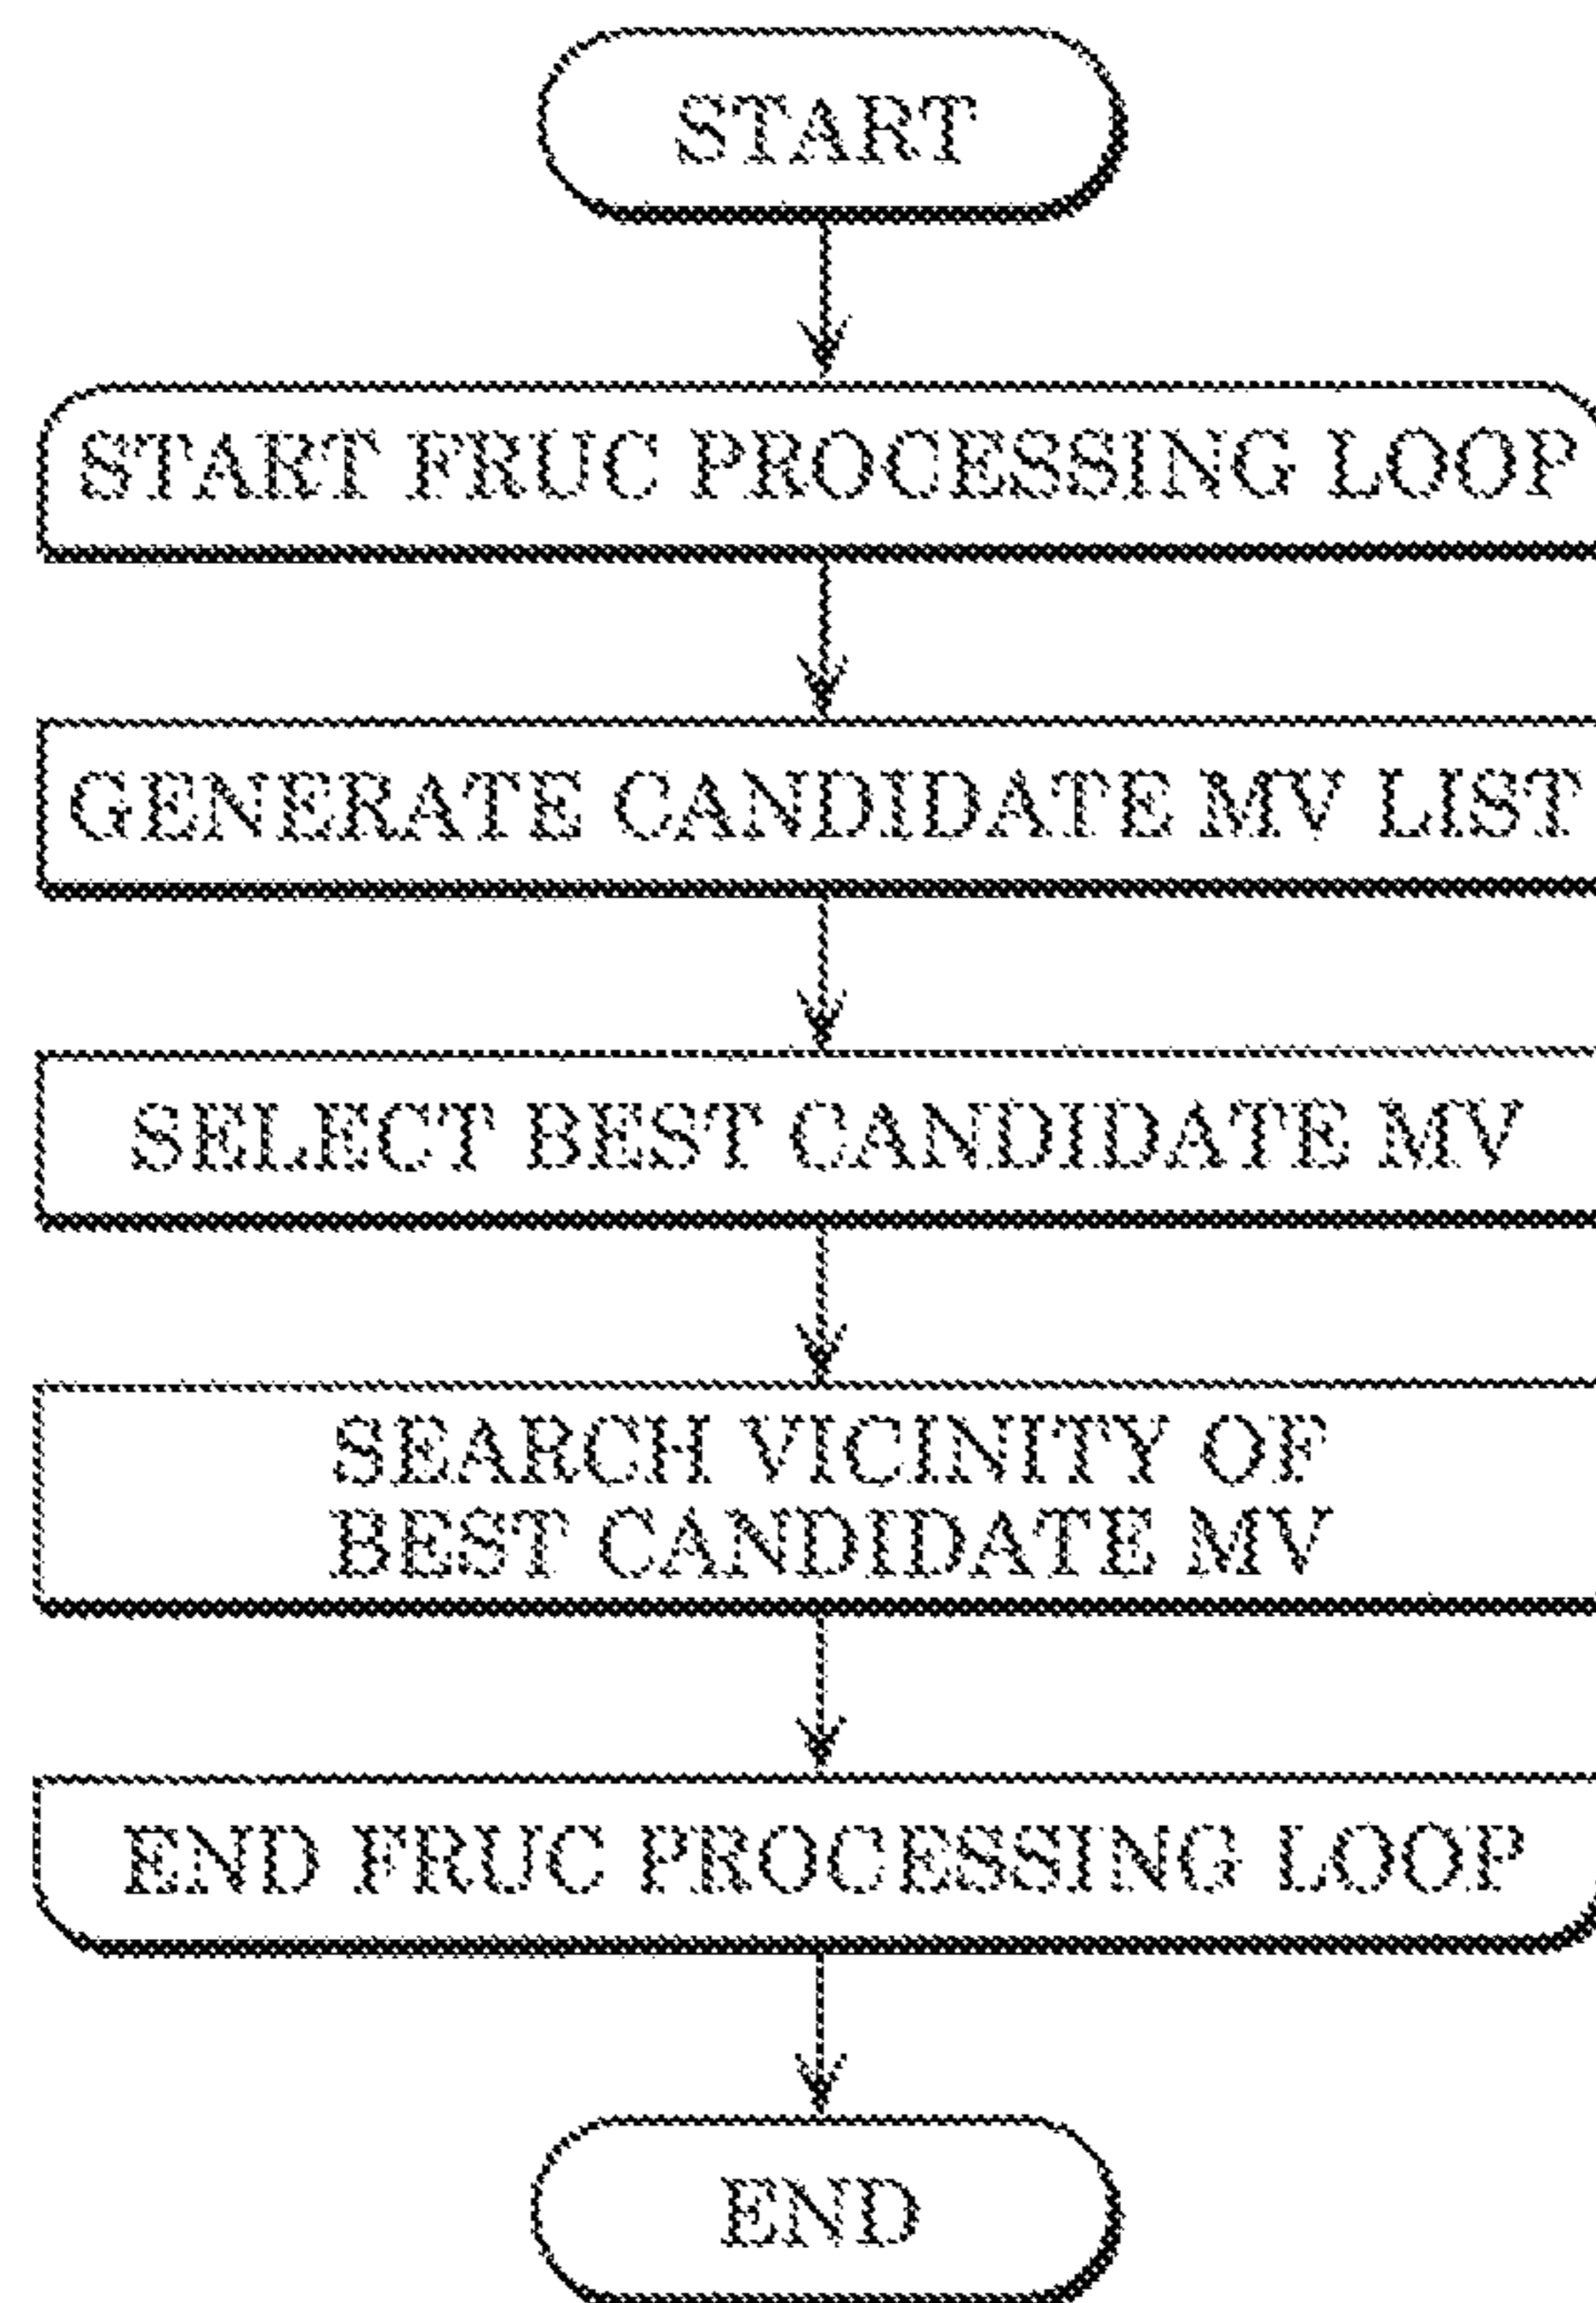 START
START FRUC PROCESSING LOOP
GENERATE CANDIDATE MV LIST
SELECT BEST CANDIDATE MV
SEARCH VICINITY OF
BEST CANDIDATE MV
END FRUC PROCESSING LOOP
END